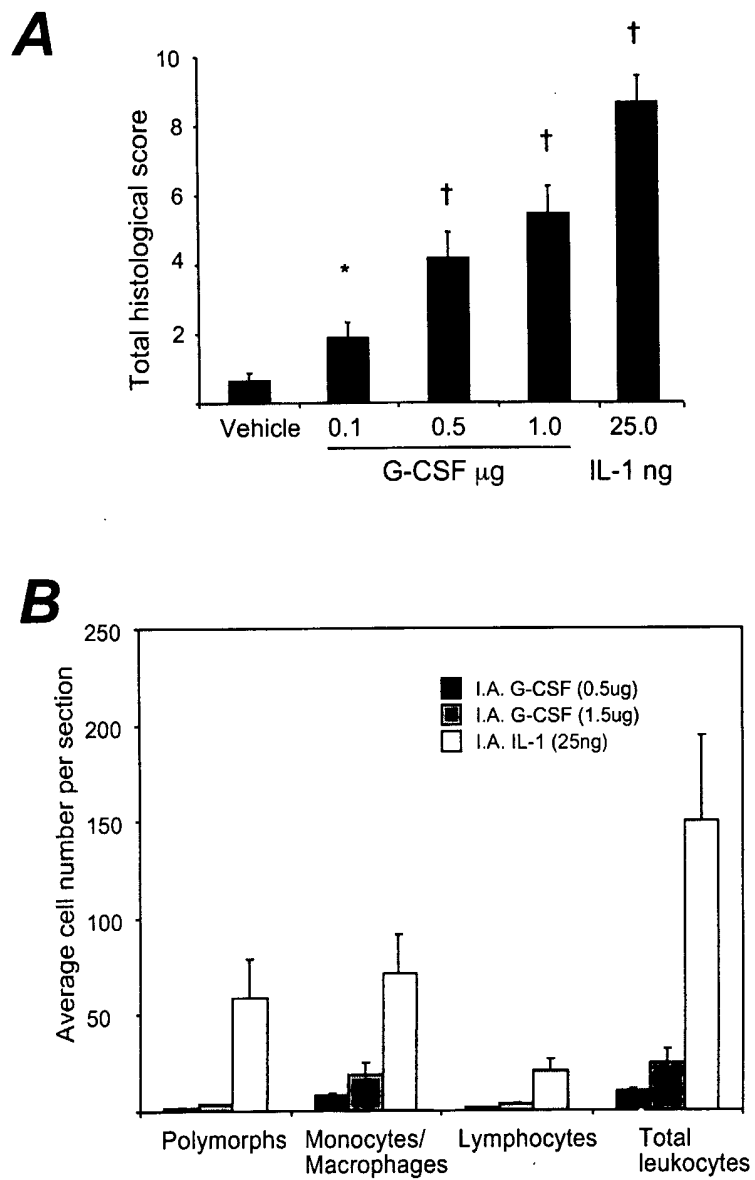 A
Total histological score
10
8
6
4
2
*
†
†
†
Vehicle 0.1 0.5 1.0 25.0
G-CSF μg IL-1 ng
B
Average cell number per section
250
200
150
100
50
I.A. G-CSF (0.5ug)
I.A. G-CSF (1.5ug)
I.A. IL-1 (25ng)
Polymorphs Monocytes/ Lymphocytes Total
Macrophages leukocytes